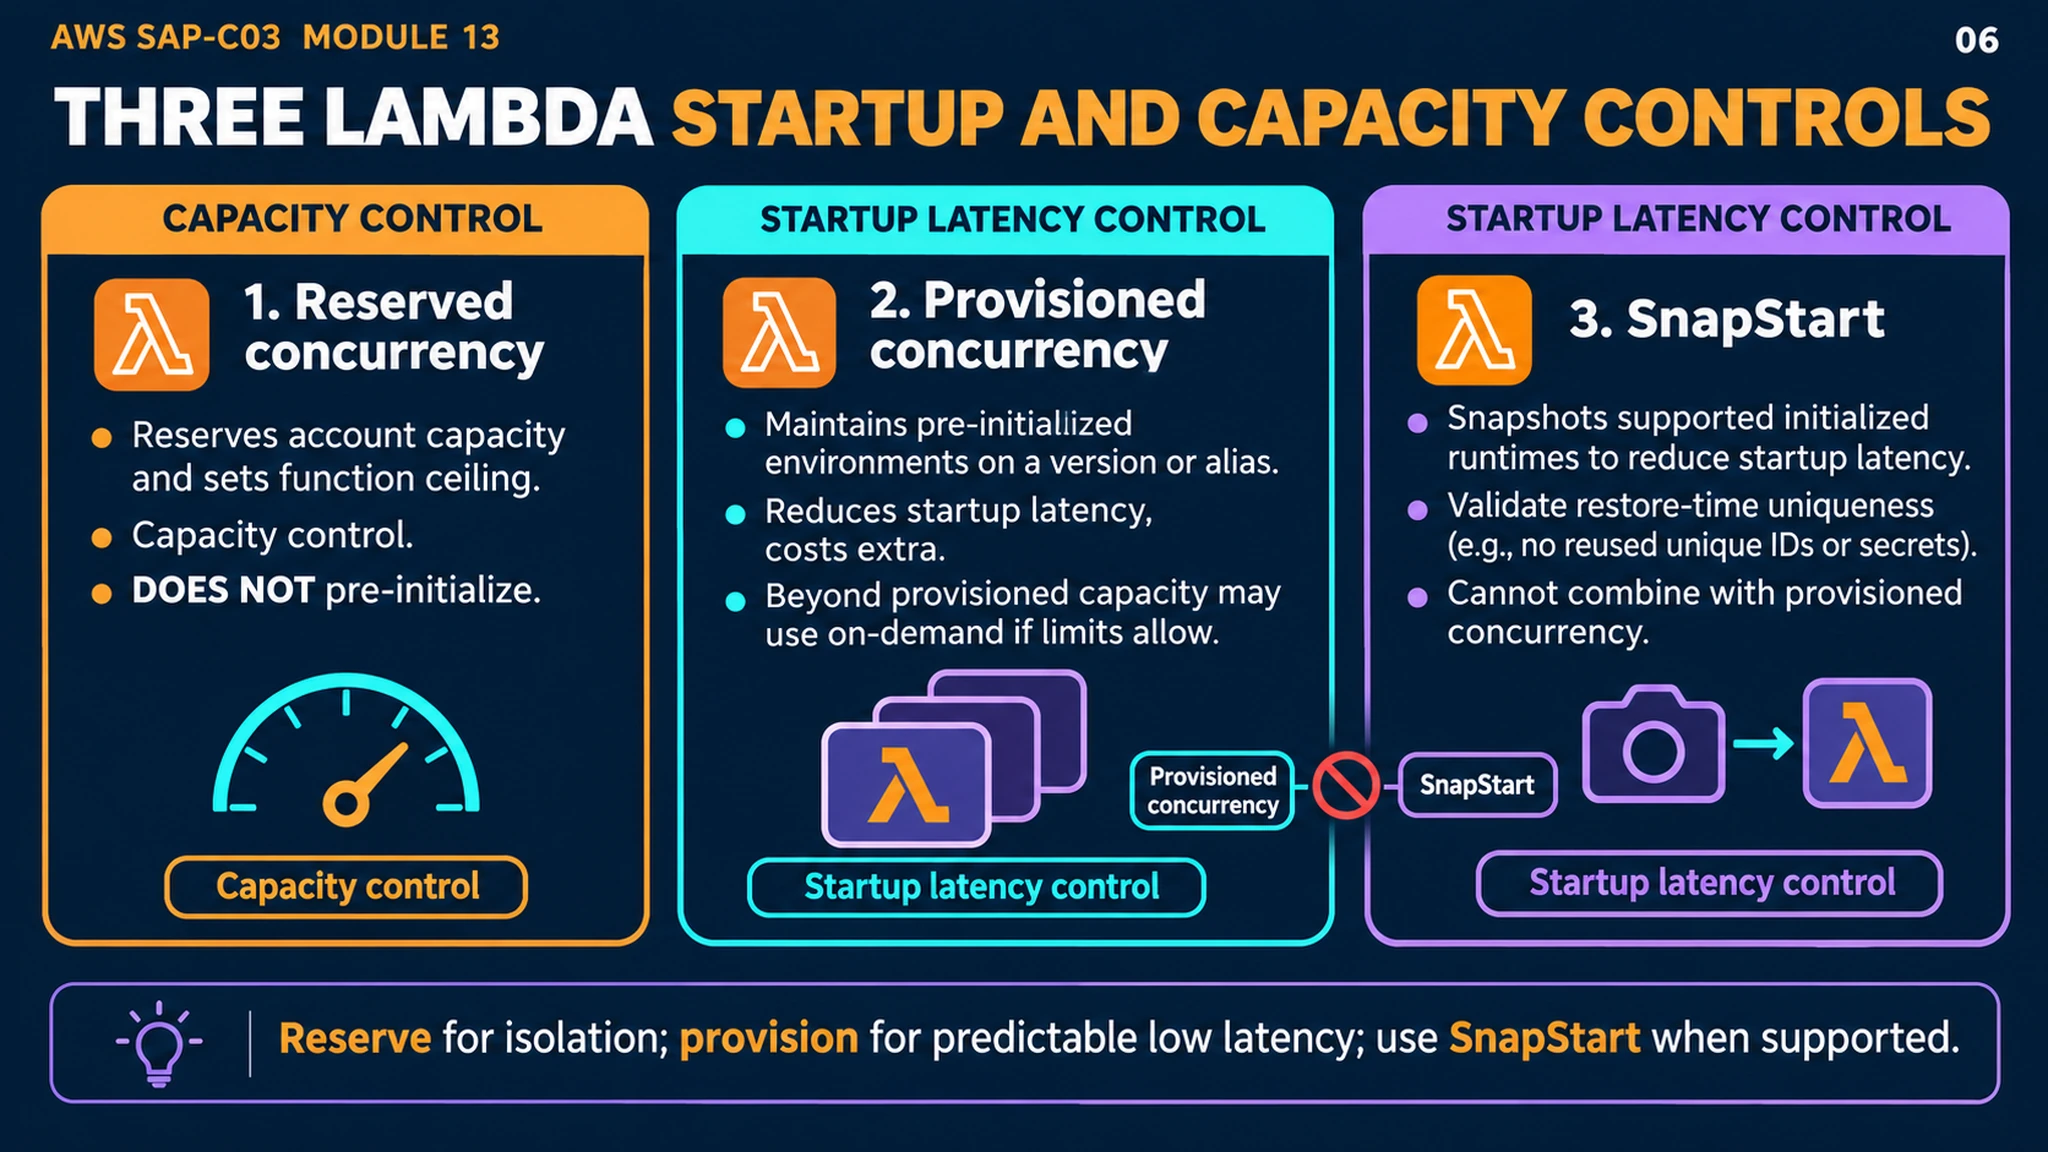 AWS SAP-C03 MODULE 13
06
THREE LAMBDA STARTUP AND CAPACITY CONTROLS
CAPACITY CONTROL
1. Reserved
concurrency
Reserves account capacity
and sets function ceiling.
Capacity control.
DOES NOT pre-initialize.
Capacity control
STARTUP LATENCY CONTROL
2. Provisioned
concurrency
Maintains pre-initialized
environments on a version or alias.
Reduces startup latency,
costs extra.
Beyond provisioned capacity may
use on-demand if limits allow.
Provisioned
concurrency
Startup latency control
STARTUP LATENCY CONTROL
3. SnapStart
Snapshots supported initialized
runtimes to reduce startup latency.
Validate restore-time uniqueness
(e.g., no reused unique IDs or secrets).
Cannot combine with provisioned
concurrency.
SnapStart
Startup latency control
Reserve for isolation; provision for predictable low latency; use SnapStart when supported.